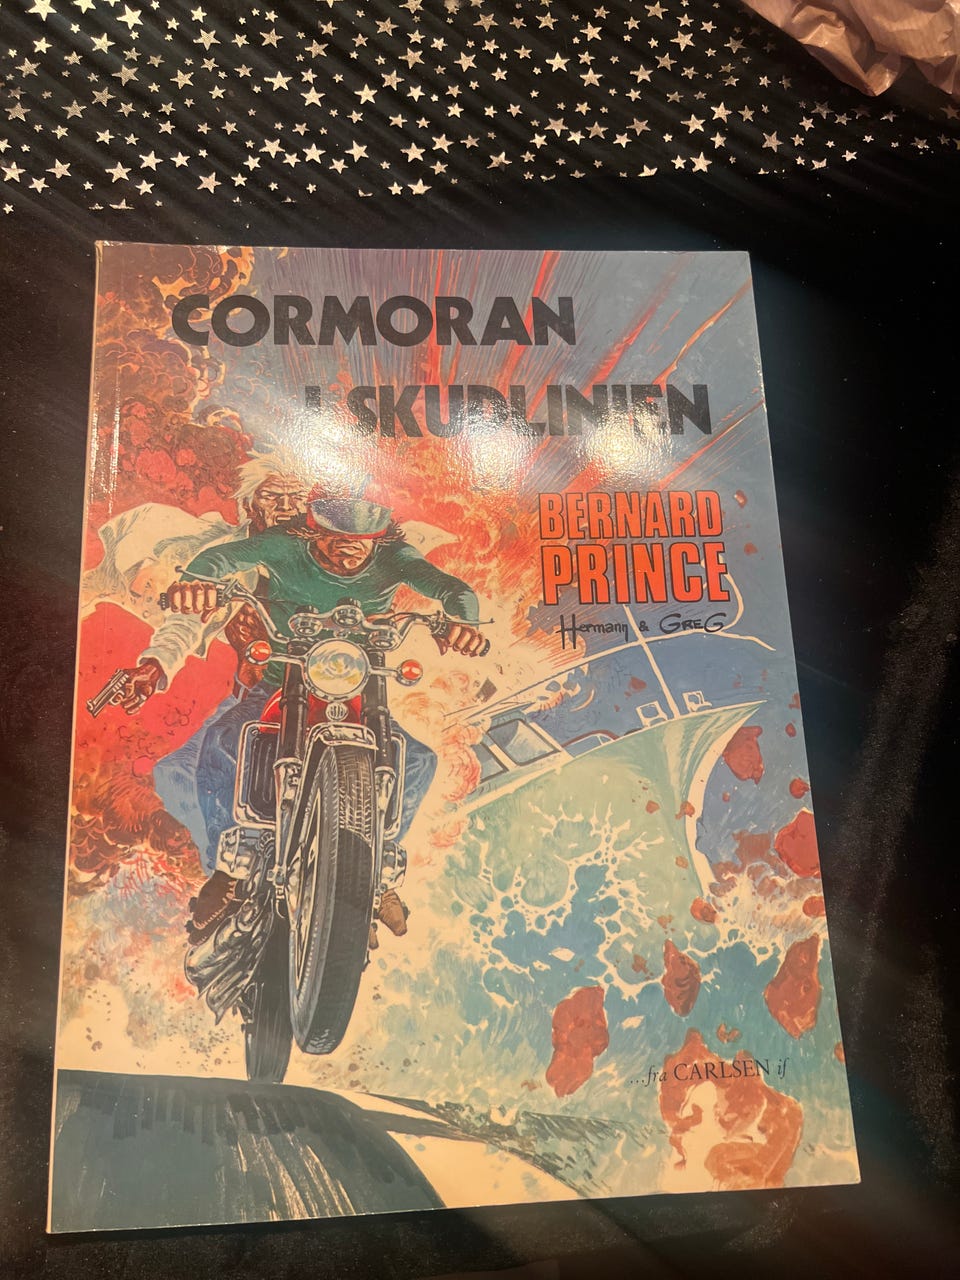 CORMORAN
I SKUDLINIEN
BERNARD
PRINCE
Hermann & GREG
...fra CARLSEN if